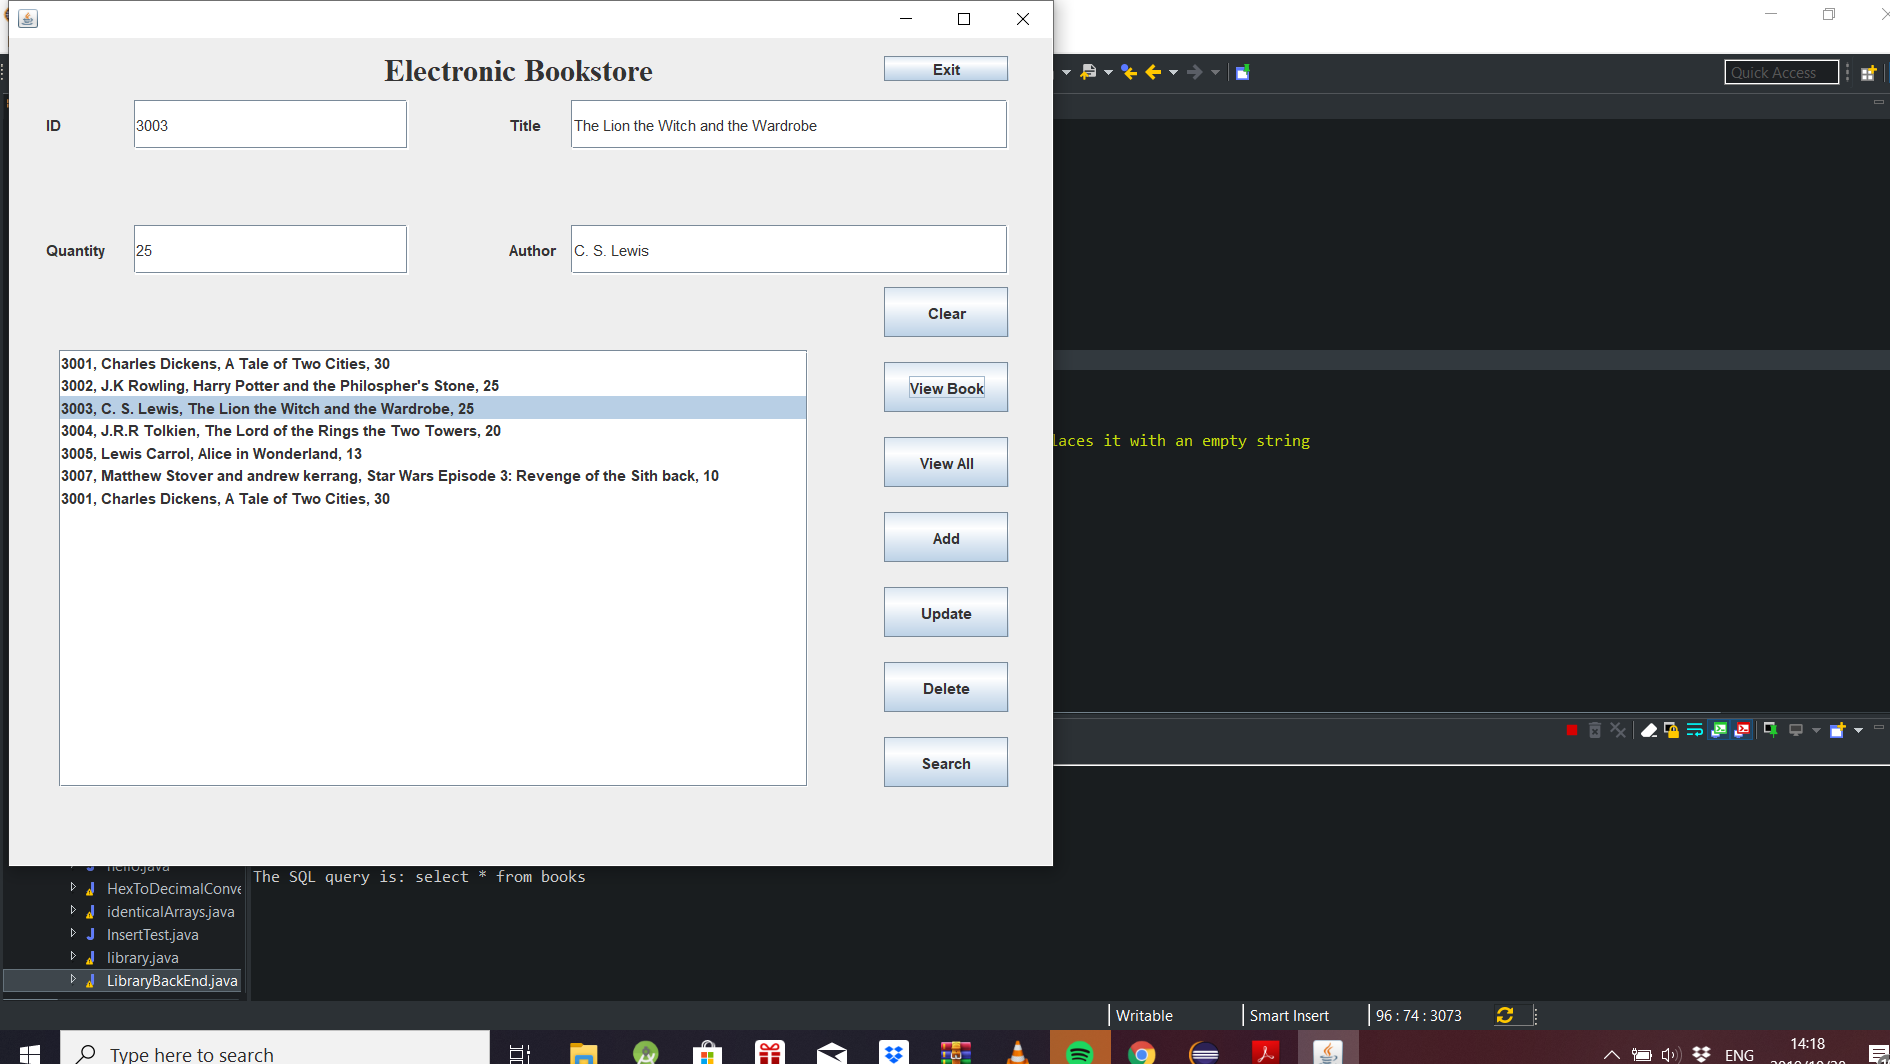 Electronic Bookstore
Exit
ID
3003
Title
The Lion the Witch and the Wardrobe
Quantity
25
Author
C. S. Lewis
Clear
View Book
View All
Add
Update
Delete
Search
3001, Charles Dickens, A Tale of Two Cities, 30
3002, J.K Rowling, Harry Potter and the Philospher's Stone, 25
3003, C. S. Lewis, The Lion the Witch and the Wardrobe, 25
3004, J.R.R Tolkien, The Lord of the Rings the Two Towers, 20
3005, Lewis Carrol, Alice in Wonderland, 13
3007, Matthew Stover and andrew kerrang, Star Wars Episode 3: Revenge of the Sith back, 10
3001, Charles Dickens, A Tale of Two Cities, 30
Quick Access
laces it with an empty string
hello.java
HexToDecimalConve
identicalArrays.java
InsertTest.java
library.java
LibraryBackEnd.java
The SQL query is: select * from books
Writable
Smart Insert
96 : 74 : 3073
Type here to search
ENG
14:18